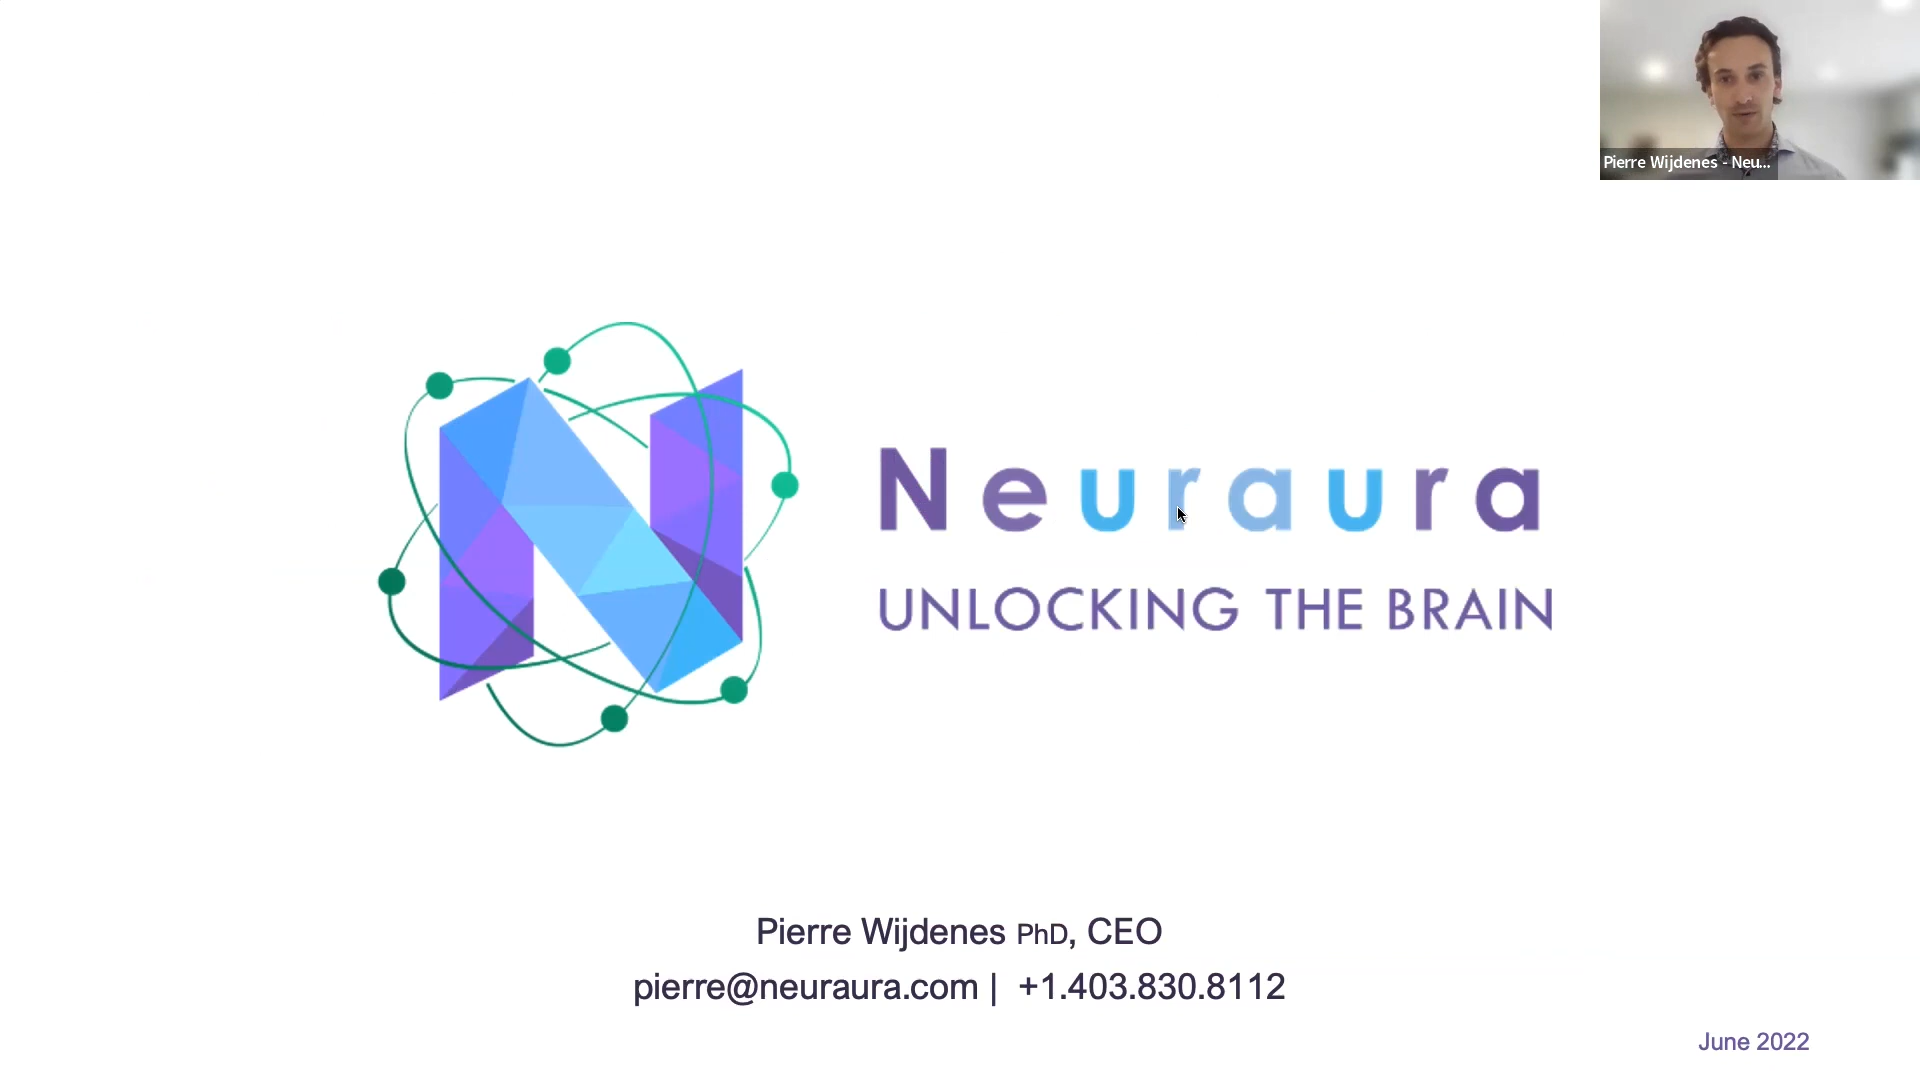 Pierre Wijdenes - Neu...
Neuraura
UNLOCKING THE BRAIN
Pierre Wijdenes PhD, CEO
pierre@neuraura.com | +1.403.830.8112
June 2022